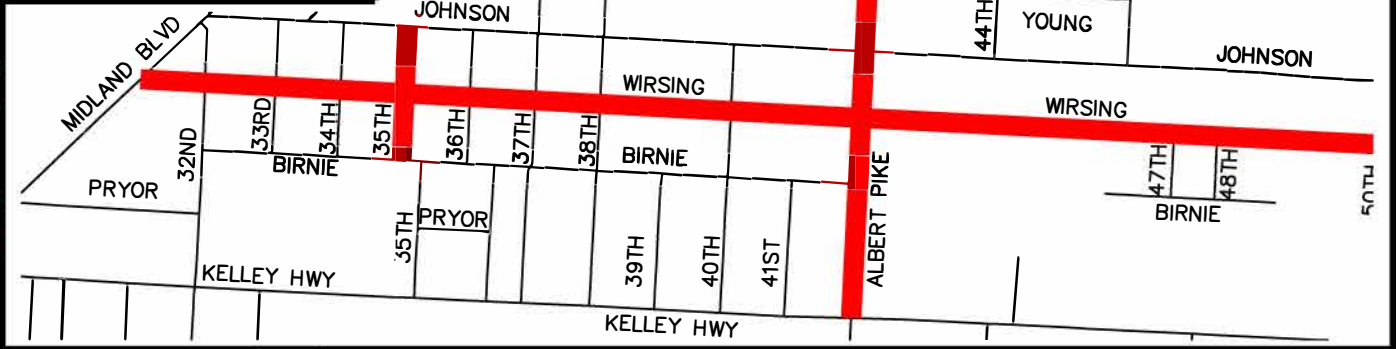 JOHNSON
44TH
YOUNG
MIDLAND BLVD
JOHNSON
WIRSING
WIRSING
32ND
33RD
34TH
35TH
36TH
37TH
38TH
BIRNIE
BIRNIE
47TH
48TH
50TH
PRYOR
PRYOR
BIRNIE
35TH
39TH
40TH
41ST
ALBERT PIKE
KELLEY HWY
KELLEY HWY